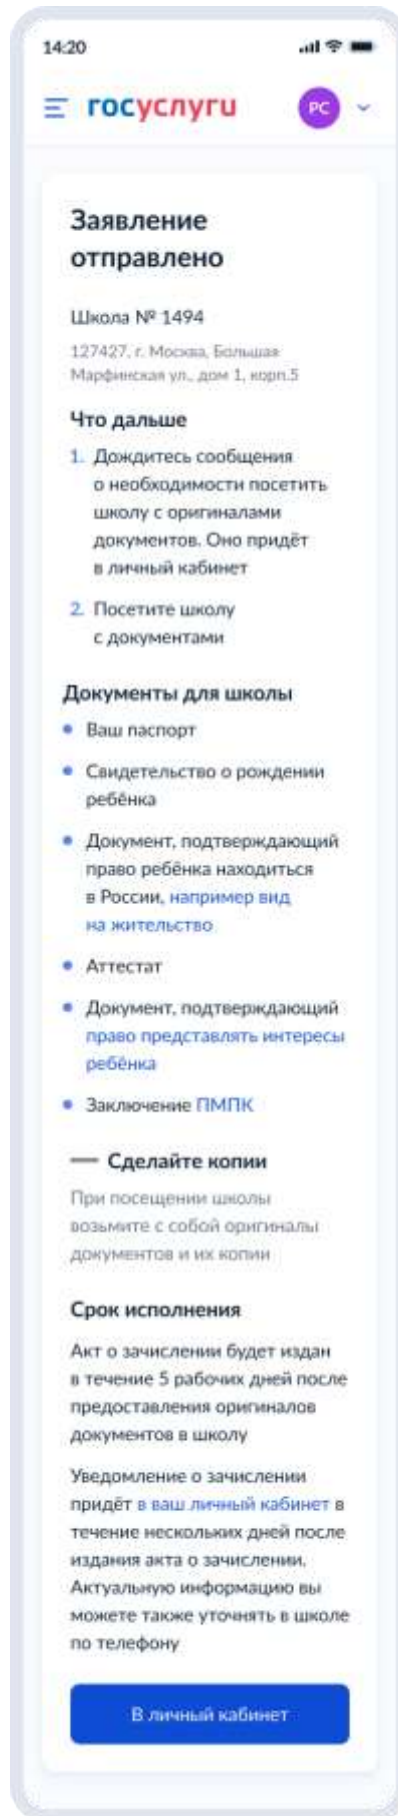 14:20
госуслуги
РС
Заявление
отправлено
Школа № 1494
127427, г. Москва, Большая
Марфинская ул., дом 1, корп.5
Что дальше
1. Дождитесь сообщения
о необходимости посетить
школу с оригиналами
документов. Оно придёт
в личный кабинет
2. Посетите школу
с документами
Документы для школы
Ваш паспорт
Свидетельство о рождении
ребёнка
Документ, подтверждающий
право ребёнка находиться
в России, например вид
на жительство
Аттестат
Документ, подтверждающий
право представлять интересы
ребёнка
Заключение ПМПК
— Сделайте копии
При посещении школы
возьмите с собой оригиналы
документов и их копии
Срок исполнения
Акт о зачислении будет издан
в течение 5 рабочих дней после
предоставления оригиналов
документов в школу
Уведомление о зачислении
придёт в ваш личный кабинет в
течение нескольких дней после
издания акта о зачислении.
Актуальную информацию вы
можете также уточнять в школе
по телефону
В личный кабинет